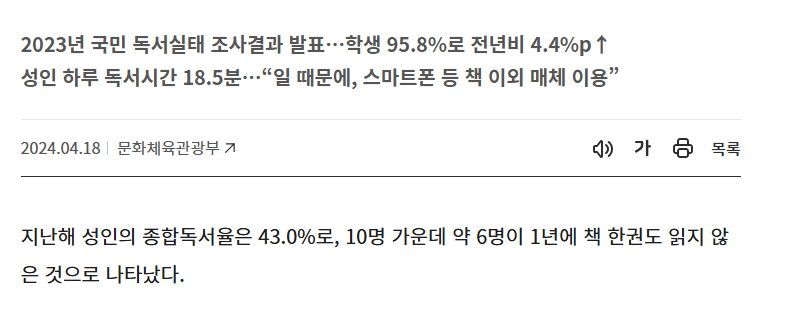 2023년 국민 독서실태 조사결과 발표…학생 95.8%로 전년비 4.4%p↑
성인 하루 독서시간 18.5분…“일 때문에, 스마트폰 등 책 이외 매체 이용”
2024.04.18 문화체육관광부 가 목록
지난해 성인의 종합독서율은 43.0%로, 10명 가운데 약 6명이 1년에 책 한권도 읽지 않
은 것으로 나타났다.